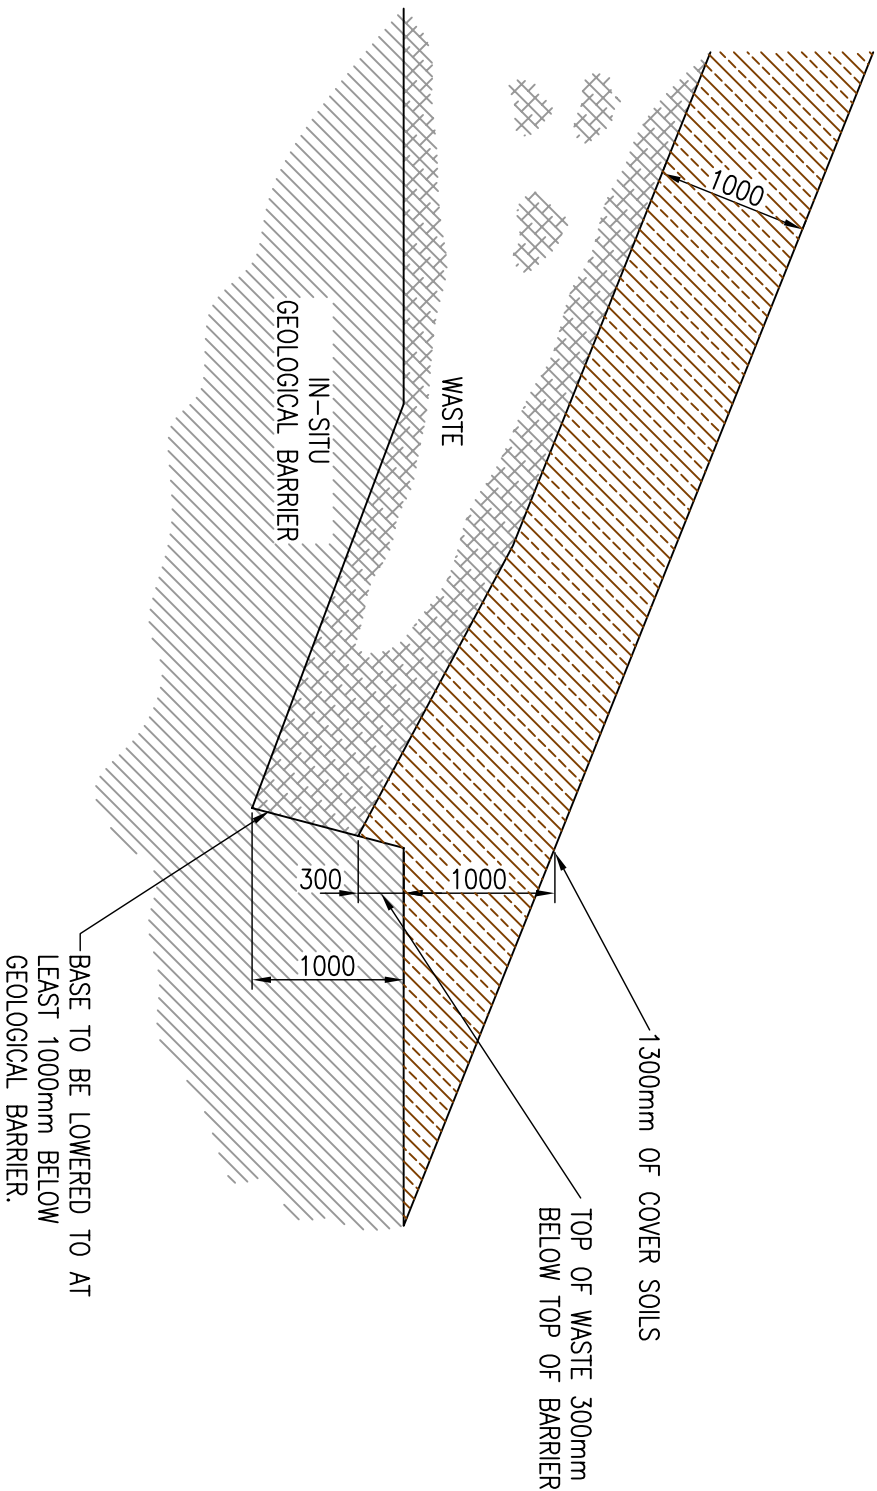 1000
WASTE
IN-SITU
GEOLOGICAL BARRIER
300
1000
1000
1300mm OF COVER SOILS
TOP OF WASTE 300mm
BELOW TOP OF BARRIER
BASE TO BE LOWERED TO AT
LEAST 1000mm BELOW
GEOLOGICAL BARRIER.